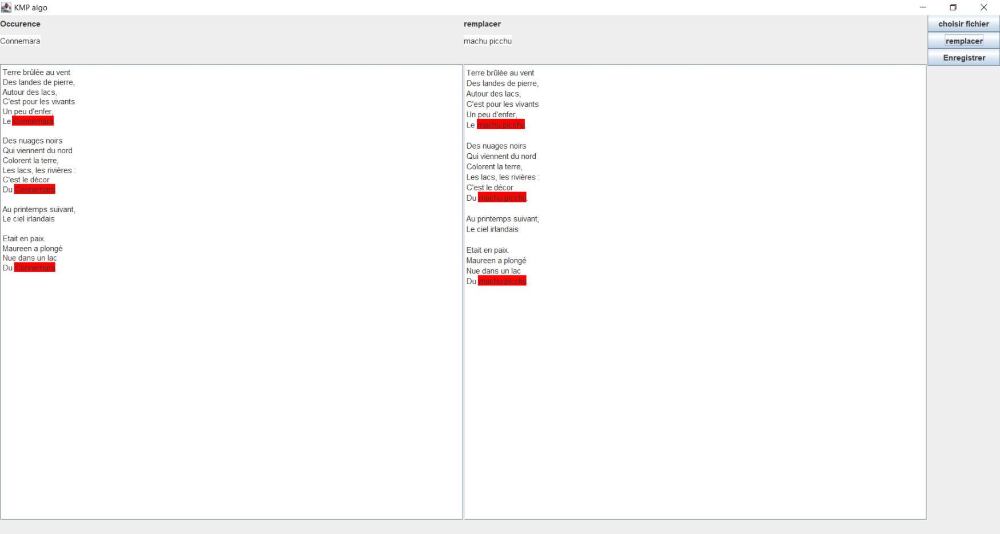 KMP algo
Occurence
remplacer
choisir fichier
Connemara
machu picchu
remplacer
Enregistrer
Terre brûlée au vent
Des landes de pierre,
Autour des lacs,
C'est pour les vivants
Un peu d'enfer,
Le Connemara.
Des nuages noirs
Qui viennent du nord
Colorent la terre,
Les lacs, les rivières :
C'est le décor
Du Connemara.
Au printemps suivant,
Le ciel irlandais
Etait en paix.
Maureen a plongé
Nue dans un lac
Du Connemara.
Terre brûlée au vent
Des landes de pierre,
Autour des lacs,
C'est pour les vivants
Un peu d'enfer,
Le machu picchu.
Des nuages noirs
Qui viennent du nord
Colorent la terre,
Les lacs, les rivières :
C'est le décor
Du machu picchu.
Au printemps suivant,
Le ciel irlandais
Etait en paix.
Maureen a plongé
Nue dans un lac
Du machu picchu.